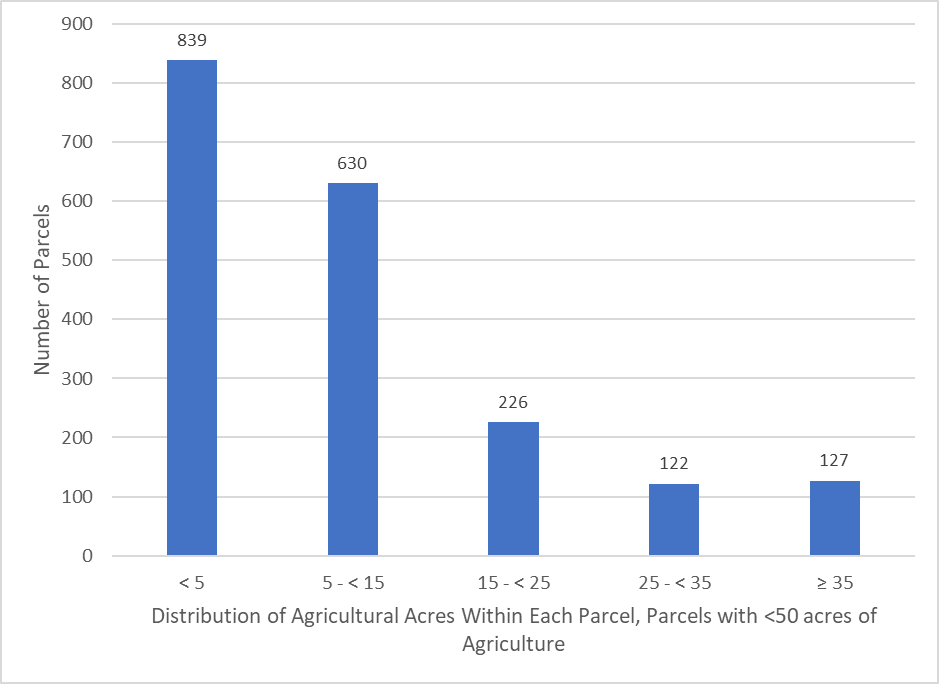 900
839
800
700
630
600
500
400
300
226
200
122
127
100
0
Number of Parcels
< 5
5 - < 15
15 - < 25
25 - < 35
≥ 35
Distribution of Agricultural Acres Within Each Parcel, Parcels with <50 acres of
Agriculture